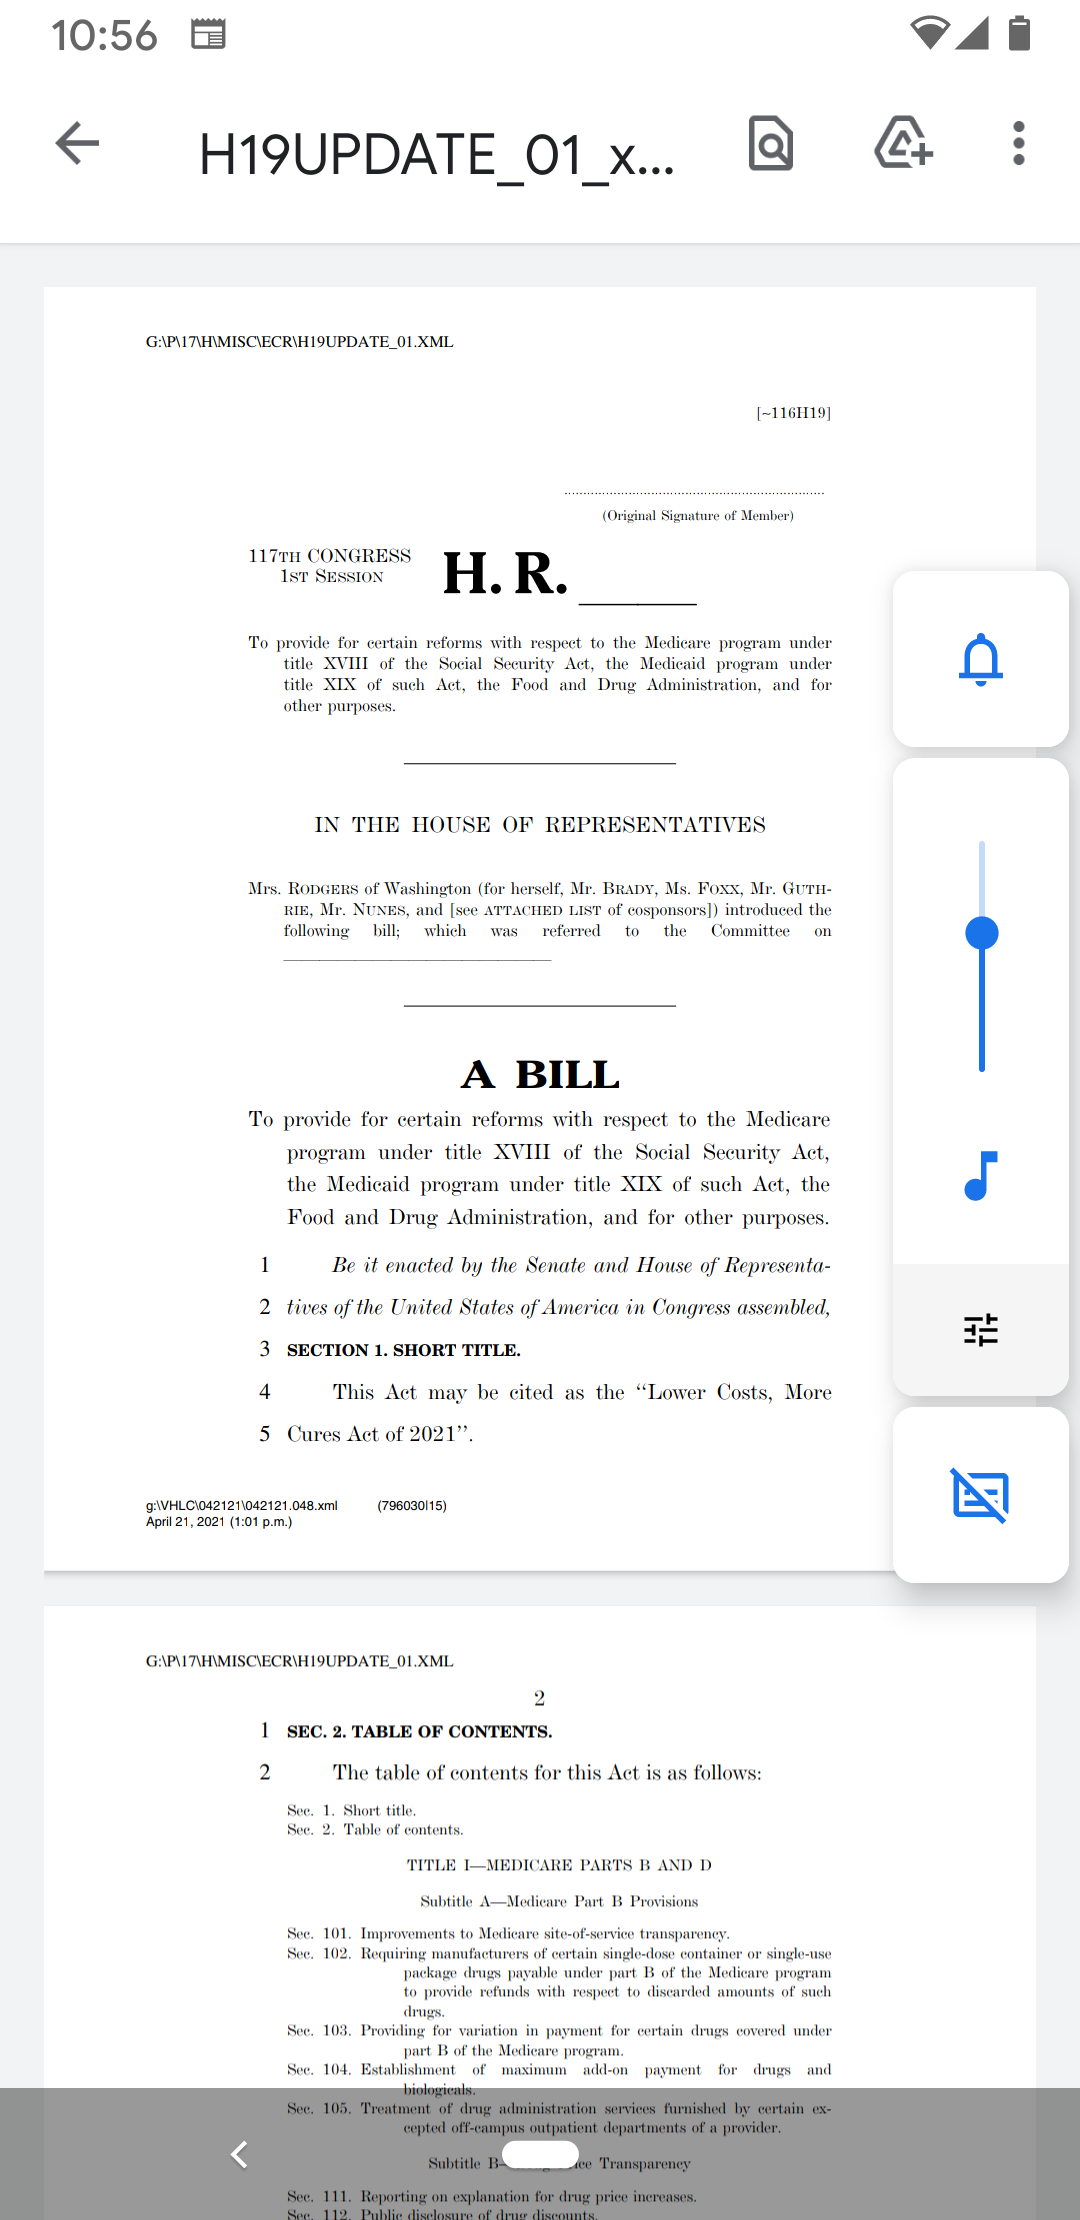 10:56
H19UPDATE_01_x...
G:\P\17\H\MISC\ECR\H19UPDATE_01.XML
[~116H19]
(Original Signature of Member)
117TH CONGRESS
1ST SESSION
H. R.
To provide for certain reforms with respect to the Medicare program under
title XVIII of the Social Security Act, the Medicaid program under
title XIX of such Act, the Food and Drug Administration, and for
other purposes.
IN THE HOUSE OF REPRESENTATIVES
Mrs. RODGERS of Washington (for herself, Mr. BRADY, Ms. FOXX, Mr. GUTH-
RIE, Mr. NUNES, and [see ATTACHED LIST of cosponsors]) introduced the
following bill; which was referred to the Committee on
A BILL
To provide for certain reforms with respect to the Medicare
program under title XVIII of the Social Security Act,
the Medicaid program under title XIX of such Act, the
Food and Drug Administration, and for other purposes.
1 Be it enacted by the Senate and House of Representa-
2 tives of the United States of America in Congress assembled,
3 SECTION 1. SHORT TITLE.
4 This Act may be cited as the ‘‘Lower Costs, More
5 Cures Act of 2021’’.
g:\VHLC\042121\042121.048.xml (796030|15)
April 21, 2021 (1:01 p.m.)
G:\P\17\H\MISC\ECR\H19UPDATE_01.XML
2
1 SEC. 2. TABLE OF CONTENTS.
2 The table of contents for this Act is as follows:
Sec. 1. Short title.
Sec. 2. Table of contents.
TITLE I—MEDICARE PARTS B AND D
Subtitle A—Medicare Part B Provisions
Sec. 101. Improvements to Medicare site-of-service transparency.
Sec. 102. Requiring manufacturers of certain single-dose container or single-use
package drugs payable under part B of the Medicare program
to provide refunds with respect to discarded amounts of such
drugs.
Sec. 103. Providing for variation in payment for certain drugs covered under
part B of the Medicare program.
Sec. 104. Establishment of maximum add-on payment for drugs and
biologicals.
Sec. 105. Treatment of drug administration services furnished by certain ex-
cepted off-campus outpatient departments of a provider.
Subtitle B— Transparency
Sec. 111. Reporting on explanation for drug price increases.
Sec. 112. Public disclosure of drug discounts.